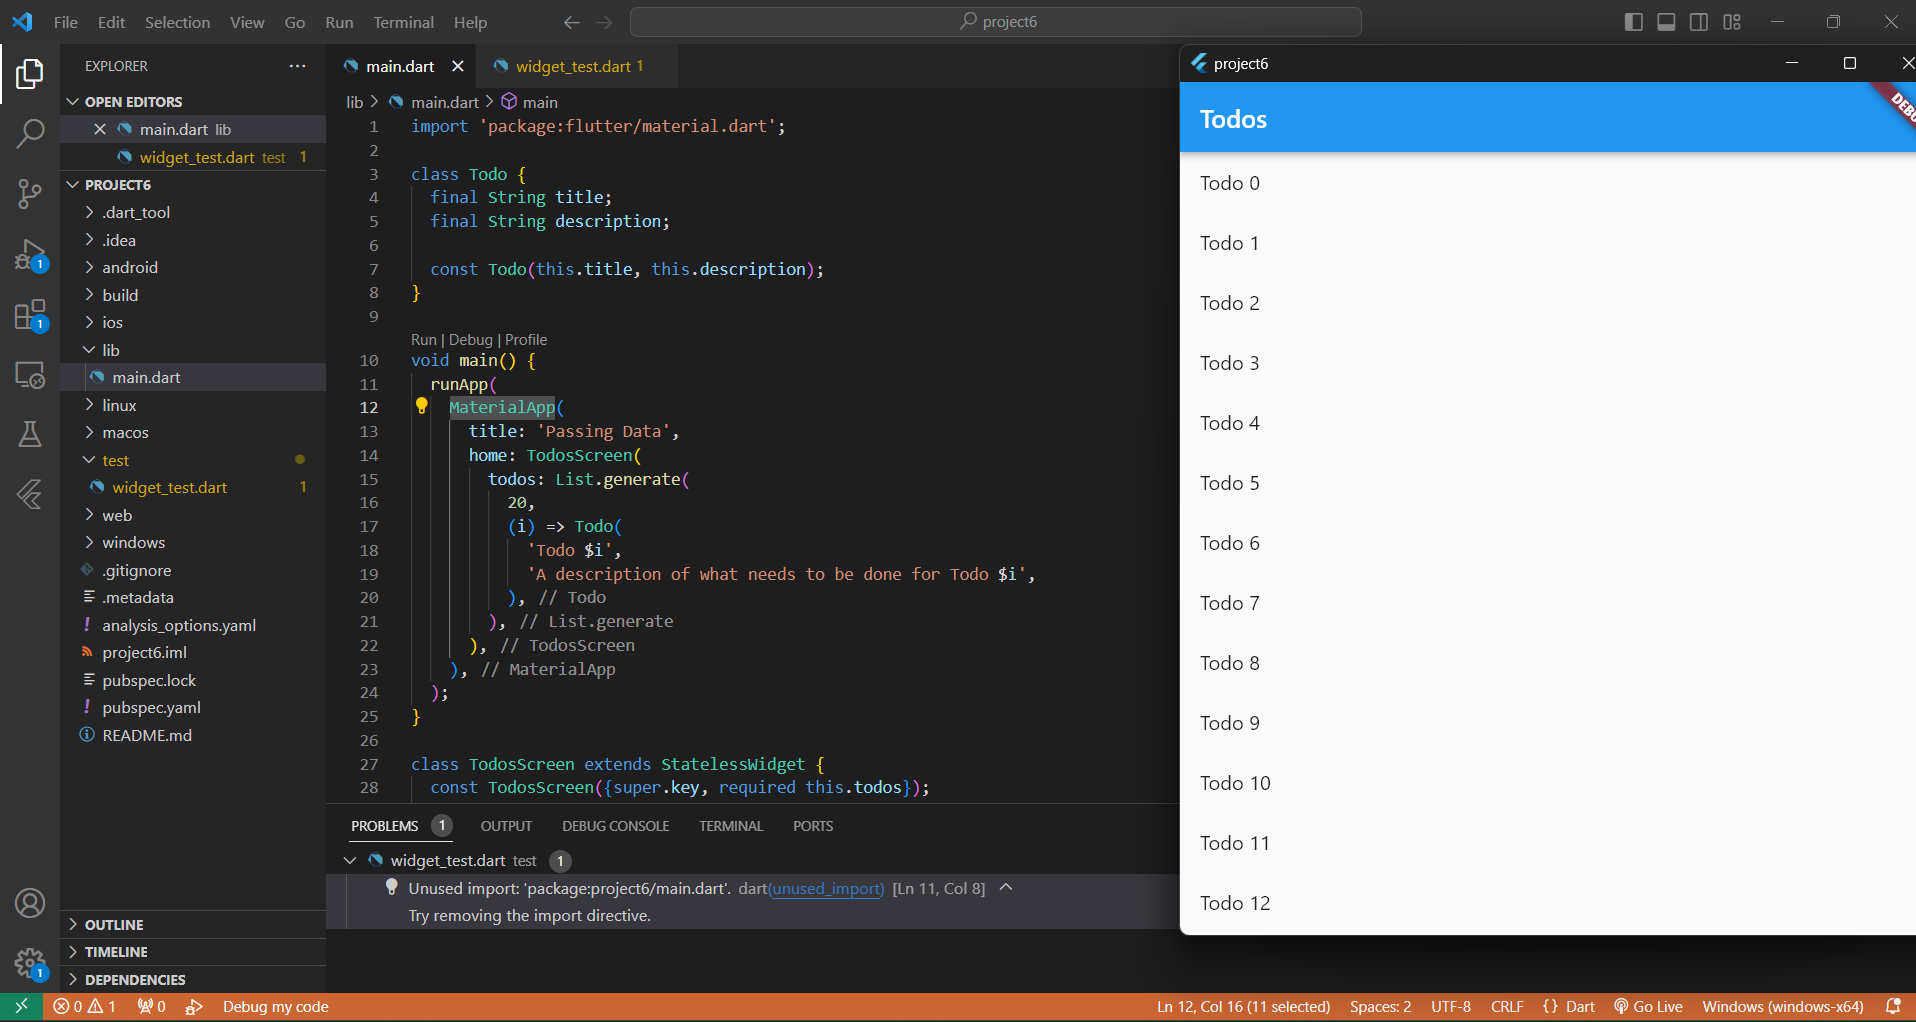 File Edit Selection View Go Run Terminal Help
project6
EXPLORER
OPEN EDITORS
main.dart lib
widget_test.dart test 1
PROJECT6
.dart_tool
.idea
android
build
ios
lib
main.dart
linux
macos
test
widget_test.dart 1
web
windows
.gitignore
.metadata
analysis_options.yaml
project6.iml
pubspec.lock
pubspec.yaml
README.md
OUTLINE
TIMELINE
DEPENDENCIES
1
1
1
main.dart
widget_test.dart 1
lib > main.dart > main
1 import 'package:flutter/material.dart';
2
3 class Todo {
4 final String title;
5 final String description;
6
7 const Todo(this.title, this.description);
8 }
9
Run | Debug | Profile
10 void main() {
11 runApp(
12 MaterialApp(
13 title: 'Passing Data',
14 home: TodosScreen(
15 todos: List.generate(
16 20,
17 (i) => Todo(
18 'Todo $i',
19 'A description of what needs to be done for Todo $i',
20 ), // Todo
21 ), // List.generate
22 ), // TodosScreen
23 ), // MaterialApp
24 );
25 }
26
27 class TodosScreen extends StatelessWidget {
28 const TodosScreen({super.key, required this.todos});
PROBLEMS 1 OUTPUT DEBUG CONSOLE TERMINAL PORTS
widget_test.dart test 1
Unused import: 'package:project6/main.dart'. dart(unused_import) [Ln 11, Col 8]
Try removing the import directive.
project6
Todos
DEBU
Todo 0
Todo 1
Todo 2
Todo 3
Todo 4
Todo 5
Todo 6
Todo 7
Todo 8
Todo 9
Todo 10
Todo 11
Todo 12
0 1 0 Debug my code
Ln 12, Col 16 (11 selected) Spaces: 2 UTF-8 CRLF {} Dart Go Live Windows (windows-x64)